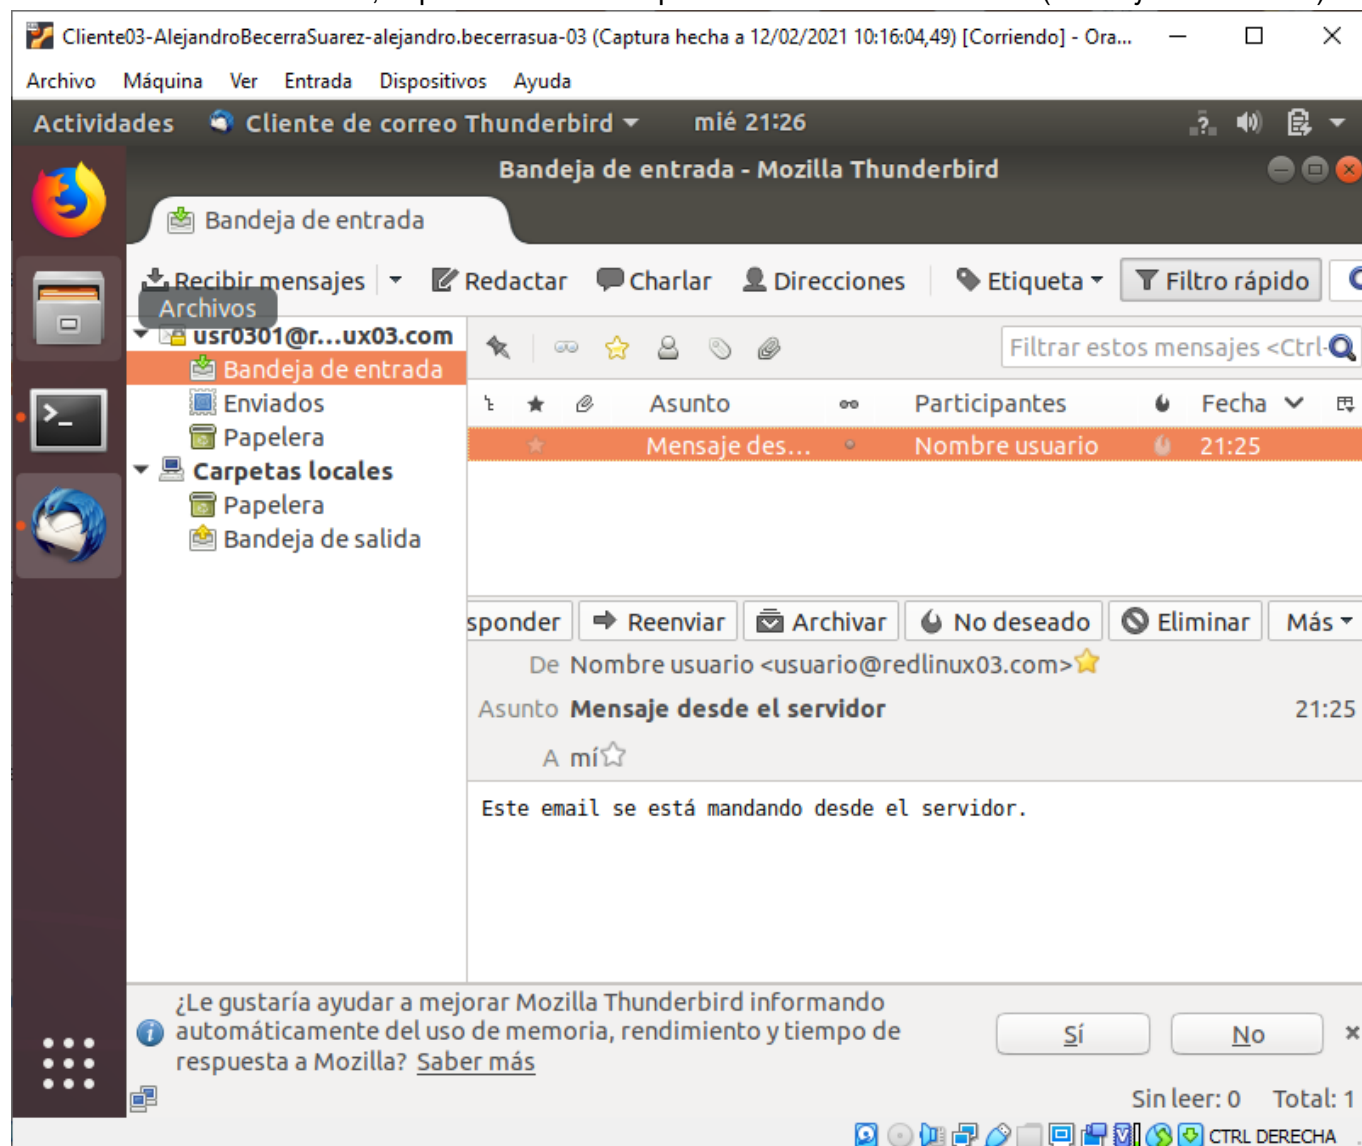 Cliente03-AlejandroBecerraSuarez-alejandro.becerrasua-03 (Captura hecha a 12/02/2021 10:16:04,49) [Corriendo] - Ora...
Archivo Máquina Ver Entrada Dispositivos Ayuda
Actividades Cliente de correo Thunderbird mié 21:26
Bandeja de entrada - Mozilla Thunderbird
Bandeja de entrada
Recibir mensajes Redactar Charlar Direcciones Etiqueta Filtro rápido
Archivos
usr0301@r...ux03.com
Bandeja de entrada
Enviados
Papelera
Carpetas locales
Papelera
Bandeja de salida
Filtrar estos mensajes <Ctrl-
Asunto Participantes Fecha
Mensaje des... Nombre usuario 21:25
sponder Reenviar Archivar No deseado Eliminar Más
De Nombre usuario <usuario@redlinux03.com>
Asunto Mensaje desde el servidor 21:25
A mí
Este email se está mandando desde el servidor.
¿Le gustaría ayudar a mejorar Mozilla Thunderbird informando
automáticamente del uso de memoria, rendimiento y tiempo de
respuesta a Mozilla? Saber más
Sí No
Sin leer: 0 Total: 1
CTRL DERECHA